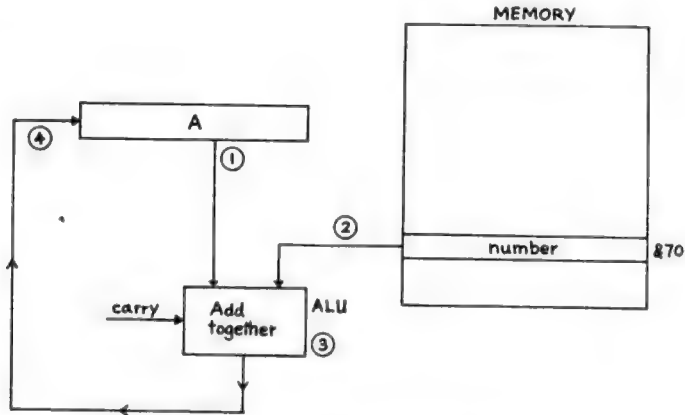 MEMORY
④
A
①
②
number
&70
carry
Add
together
ALU
③